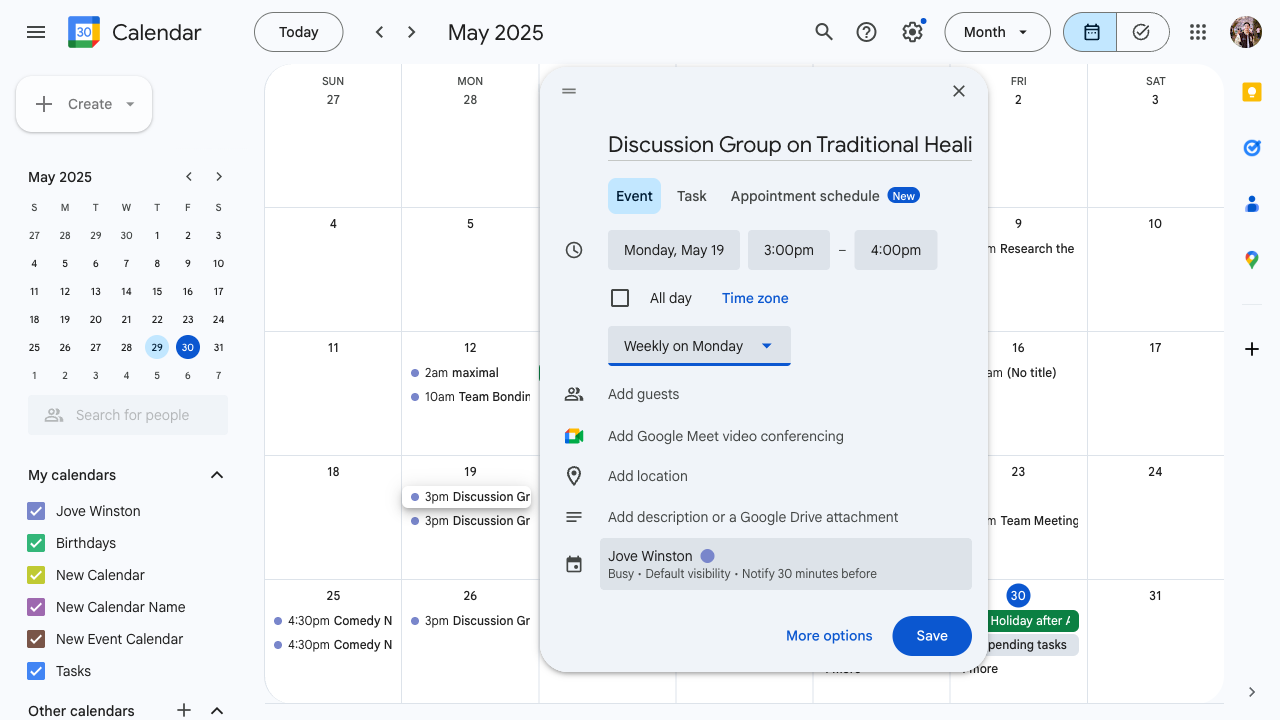 Calendar
Today
May 2025
Month
Create
May 2025
S M T W T F S
27 28 29 30 1 2 3
4 5 6 7 8 9 10
11 12 13 14 15 16 17
18 19 20 21 22 23 24
25 26 27 28 29 30 31
1 2 3 4 5 6 7
Search for people
My calendars
Jove Winston
Birthdays
New Calendar
New Calendar Name
New Event Calendar
Tasks
Other calendars
SUN MON FRI SAT
27 28 2 3
4 5 9 10
Research the
11 12 16 17
2am maximal
am (No title)
10am Team Bondin
18 19 23 24
3pm Discussion Gr
3pm Discussion Gr
Team Meeting
25 26 30 31
4:30pm Comedy N
3pm Discussion Gr
Holiday after A
4:30pm Comedy N
pending tasks
more
Discussion Group on Traditional Heali
Event
Task
Appointment schedule
New
Monday, May 19
3:00pm – 4:00pm
All day
Time zone
Weekly on Monday
Add guests
Add Google Meet video conferencing
Add location
Add description or a Google Drive attachment
Jove Winston
Busy • Default visibility • Notify 30 minutes before
More options
Save